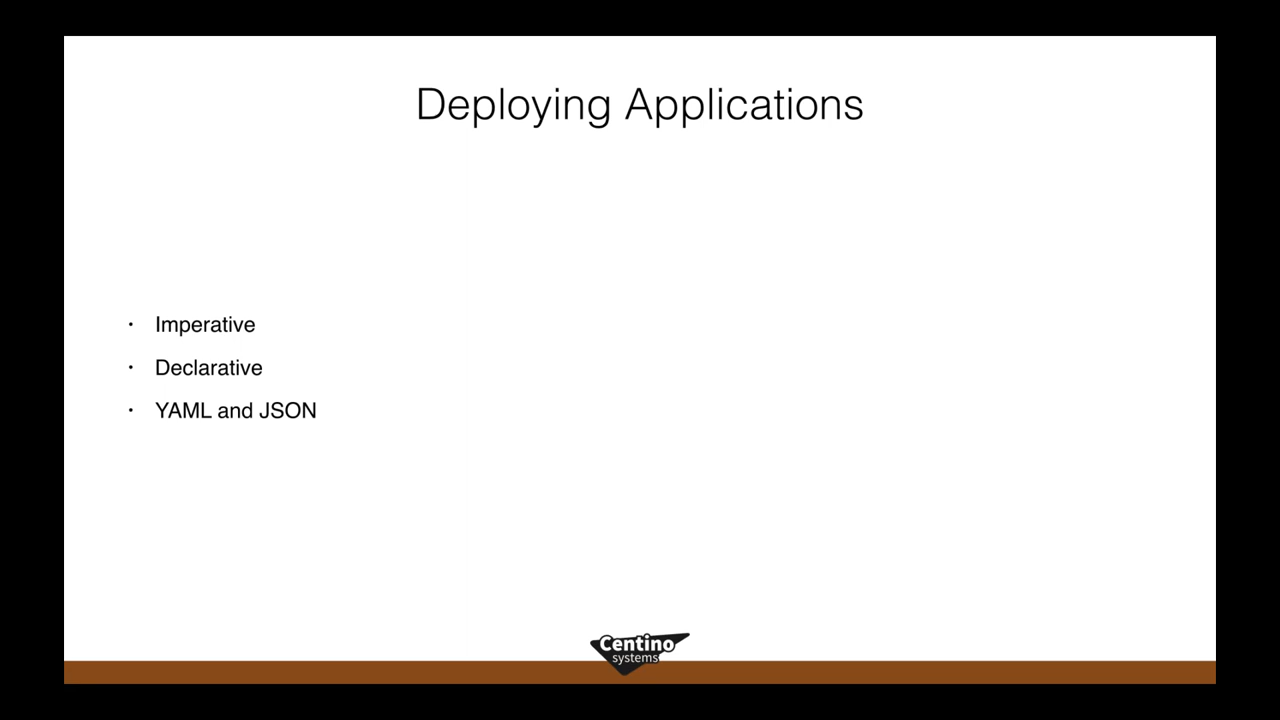 Deploying Applications
• Imperative
• Declarative
• YAML and JSON
Centino
systems